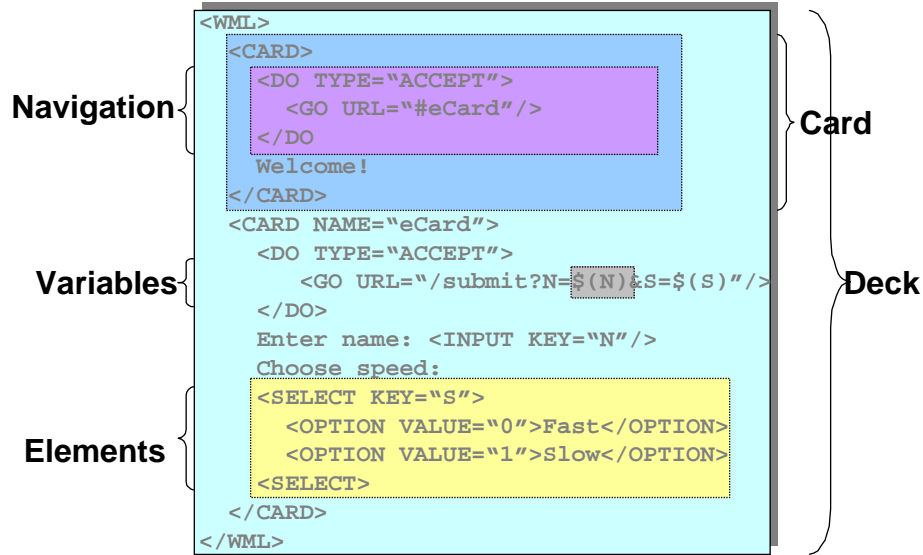 <WML>
<CARD>
<DO TYPE=“ACCEPT”>
Navigation
<GO URL=“#eCard”/>
Card
</DO
Welcome!
</CARD>
<CARD NAME=“eCard”>
<DO TYPE=“ACCEPT”>
Variables
<GO URL=“/submit?N=$(N)&S=$(S)”/>
Deck
</DO>
Enter name: <INPUT KEY=“N”/>
Choose speed:
<SELECT KEY=“S”>
<OPTION VALUE=“0”>Fast</OPTION>
Elements
<OPTION VALUE=“1”>Slow</OPTION>
<SELECT>
</CARD>
</WML>